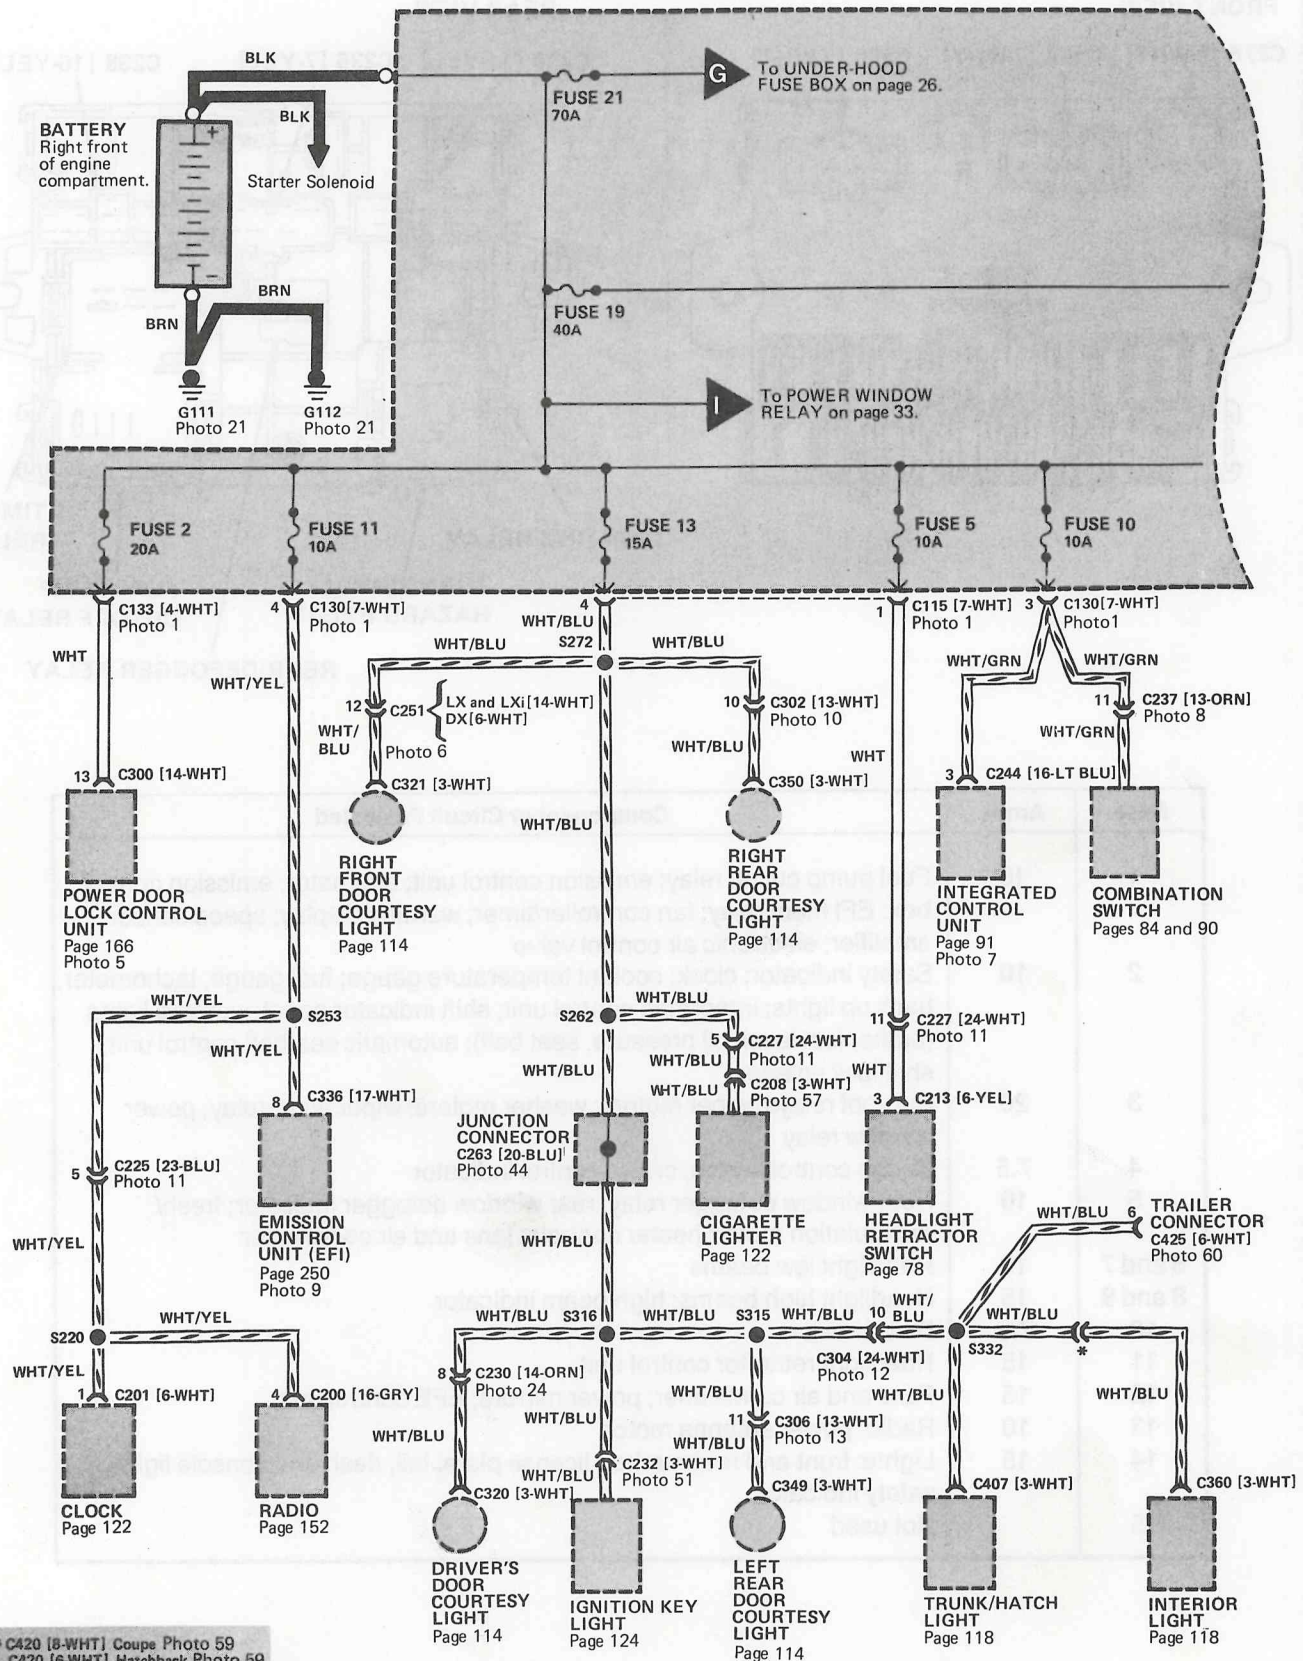 BLK
BLK
BATTERY
Right front
of engine
compartment.
+
-
Starter Solenoid
BRN
BRN
G111
Photo 21
G112
Photo 21
FUSE 21
70A
G
To UNDER-HOOD
FUSE BOX on page 26.
FUSE 19
40A
I
To POWER WINDOW
RELAY on page 33.
FUSE 2
20A
FUSE 11
10A
FUSE 13
15A
FUSE 5
10A
FUSE 10
10A
C133 [4-WHT]
Photo 1
4
C130[7-WHT]
Photo 1
4
1
C115 [7-WHT]
Photo 1
3
C130[7-WHT]
Photo1
WHT
WHT/YEL
WHT/BLU
S272
WHT/BLU
WHT/BLU
WHT/GRN
WHT/GRN
12
C251
LX and LXi[14-WHT]
DX[6-WHT]
WHT/
BLU
Photo 6
10
C302 [13-WHT]
Photo 10
11
C237 [13-ORN]
Photo 8
WHT/BLU
WHT
WHT/GRN
13
C300 [14-WHT]
C321 [3-WHT]
C350 [3-WHT]
3
C244 [16-LT BLU]
WHT/BLU
POWER DOOR
LOCK CONTROL
UNIT
Page 166
Photo 5
RIGHT
FRONT
DOOR
COURTESY
LIGHT
Page 114
RIGHT
REAR
DOOR
COURTESY
LIGHT
Page 114
INTEGRATED
CONTROL
UNIT
Page 91
Photo 7
COMBINATION
SWITCH
Pages 84 and 90
WHT/YEL
S253
S262
WHT/BLU
11
C227 [24-WHT]
Photo 11
WHT/YEL
WHT/BLU
5
C227 [24-WHT]
Photo11
WHT/BLU
WHT/BLU
C208 [3-WHT]
Photo 57
WHT
8
C336 [17-WHT]
3
C213 [6-YEL]
JUNCTION
CONNECTOR
C263 [20-BLU]
Photo 44
5
C225 [23-BLU]
Photo 11
EMISSION
CONTROL
UNIT (EFI)
Page 250
Photo 9
CIGARETTE
LIGHTER
Page 122
HEADLIGHT
RETRACTOR
SWITCH
Page 78
WHT/BLU
6
TRAILER
CONNECTOR
C425 [6-WHT]
Photo 60
WHT/YEL
WHT/BLU
S220
WHT/YEL
WHT/BLU
S316
WHT/BLU
S315
WHT/BLU
10
WHT/
BLU
WHT/BLU
S332
*
WHT/YEL
8
C230 [14-ORN]
Photo 24
C304 [24-WHT]
Photo 12
1
C201 [6-WHT]
4
C200 [16-GRY]
WHT/BLU
WHT/BLU
WHT/BLU
WHT/BLU
WHT/BLU
11
C306 [13-WHT]
Photo 13
WHT/BLU
WHT/BLU
C232 [3-WHT]
Photo 51
C320 [3-WHT]
C349 [3-WHT]
C407 [3-WHT]
C360 [3-WHT]
CLOCK
Page 122
RADIO
Page 152
DRIVER'S
DOOR
COURTESY
LIGHT
Page 114
IGNITION KEY
LIGHT
Page 124
LEFT
REAR
DOOR
COURTESY
LIGHT
Page 114
TRUNK/HATCH
LIGHT
Page 118
INTERIOR
LIGHT
Page 118
C420 [8-WHT] Coupe Photo 59
C420 [6-WHT] Hatchback Photo 59